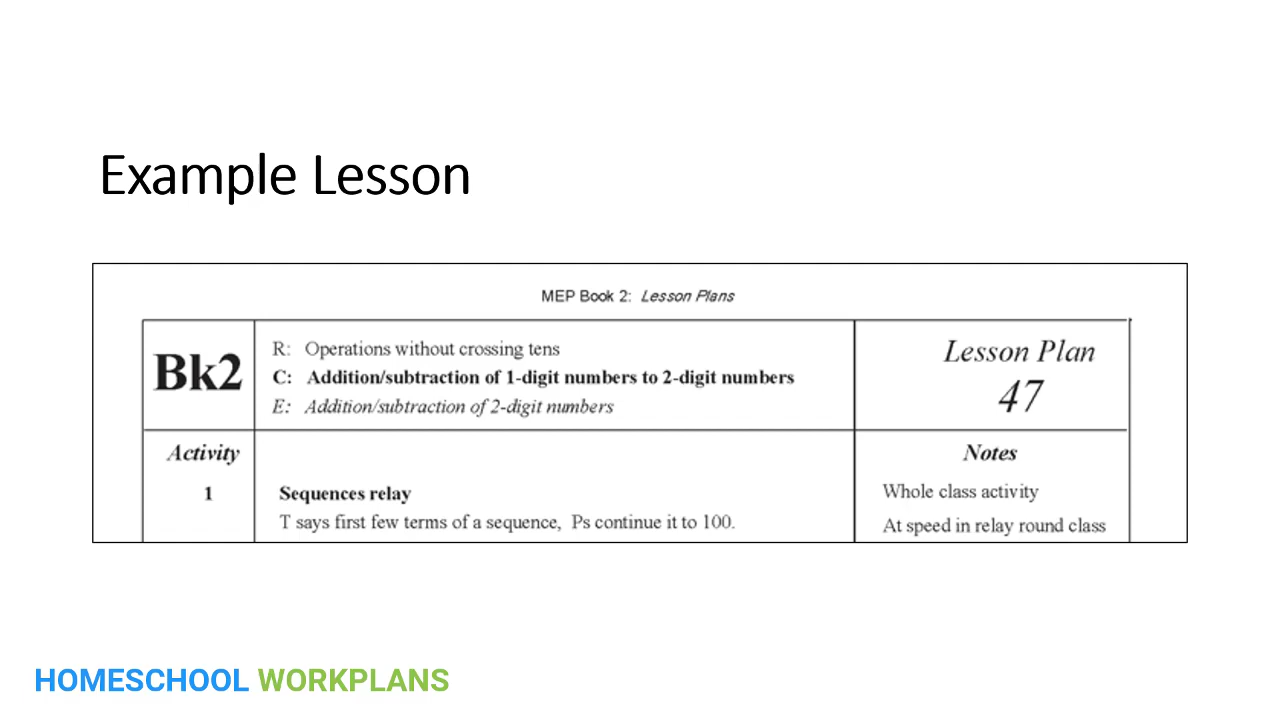 Example Lesson
MEP Book 2: Lesson Plans
Bk2
R: Operations without crossing tens
C: Addition/subtraction of 1-digit numbers to 2-digit numbers
E: Addition/subtraction of 2-digit numbers
Lesson Plan
47
Activity
Notes
1
Sequences relay
T says first few terms of a sequence, Ps continue it to 100.
Whole class activity
At speed in relay round class
HOMESCHOOL WORKPLANS